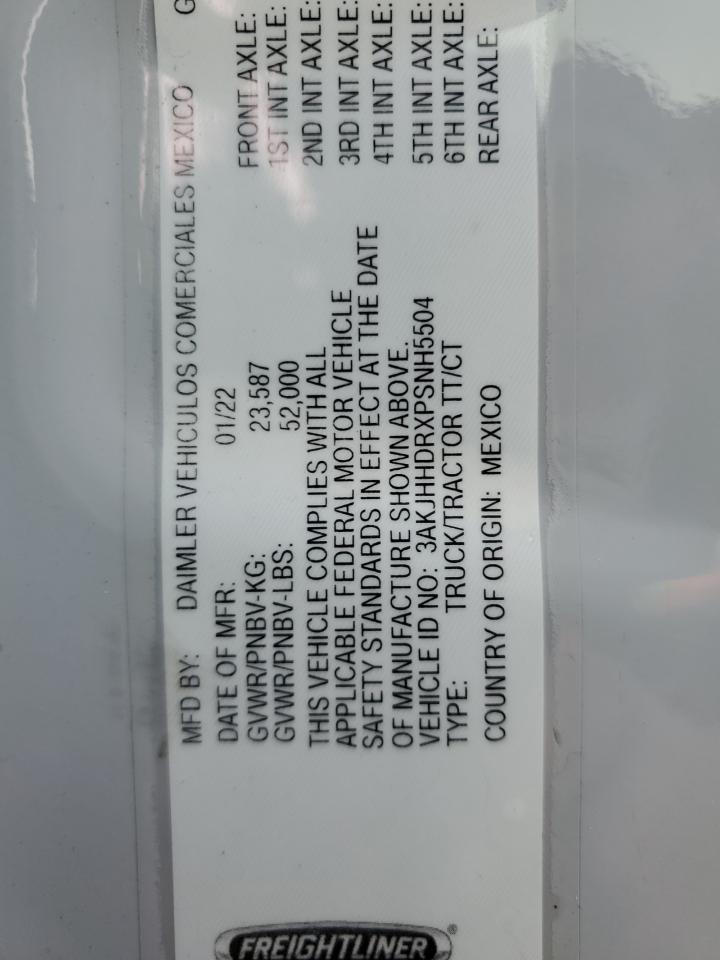 FREIGHTLINER®
MFD BY: DAIMLER VEHICULOS COMERCIALES MEXICO
DATE OF MFR: 01/22
GVWR/PNBV-KG: 23,587
GVWR/PNBV-LBS: 52,000
THIS VEHICLE COMPLIES WITH ALL
APPLICABLE FEDERAL MOTOR VEHICLE
SAFETY STANDARDS IN EFFECT AT THE DATE
OF MANUFACTURE SHOWN ABOVE.
VEHICLE ID NO: 3AKJHHDRXPSNH5504
TYPE: TRUCK/TRACTOR TT/CT
COUNTRY OF ORIGIN: MEXICO
FRONT AXLE:
1ST INT AXLE:
2ND INT AXLE:
3RD INT AXLE:
4TH INT AXLE:
5TH INT AXLE:
6TH INT AXLE:
REAR AXLE: